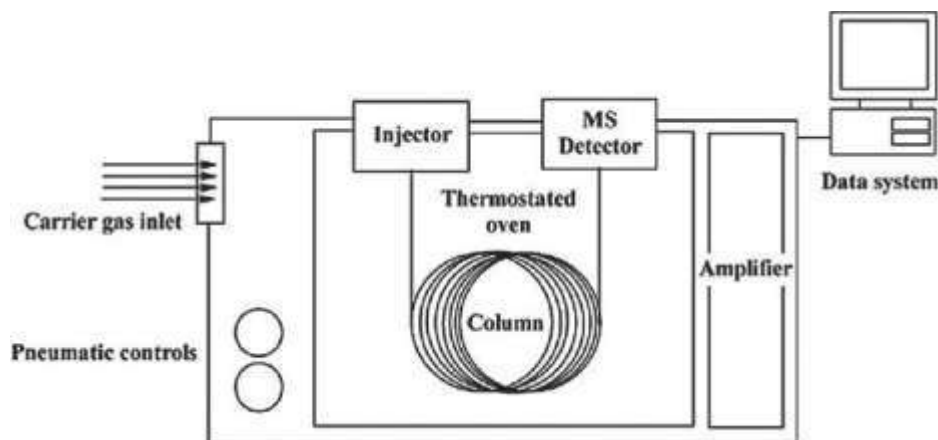 Injector
MS
Detector
Data system
Carrier gas inlet
Thermostated
oven
Amplifier
Column
Pneumatic controls